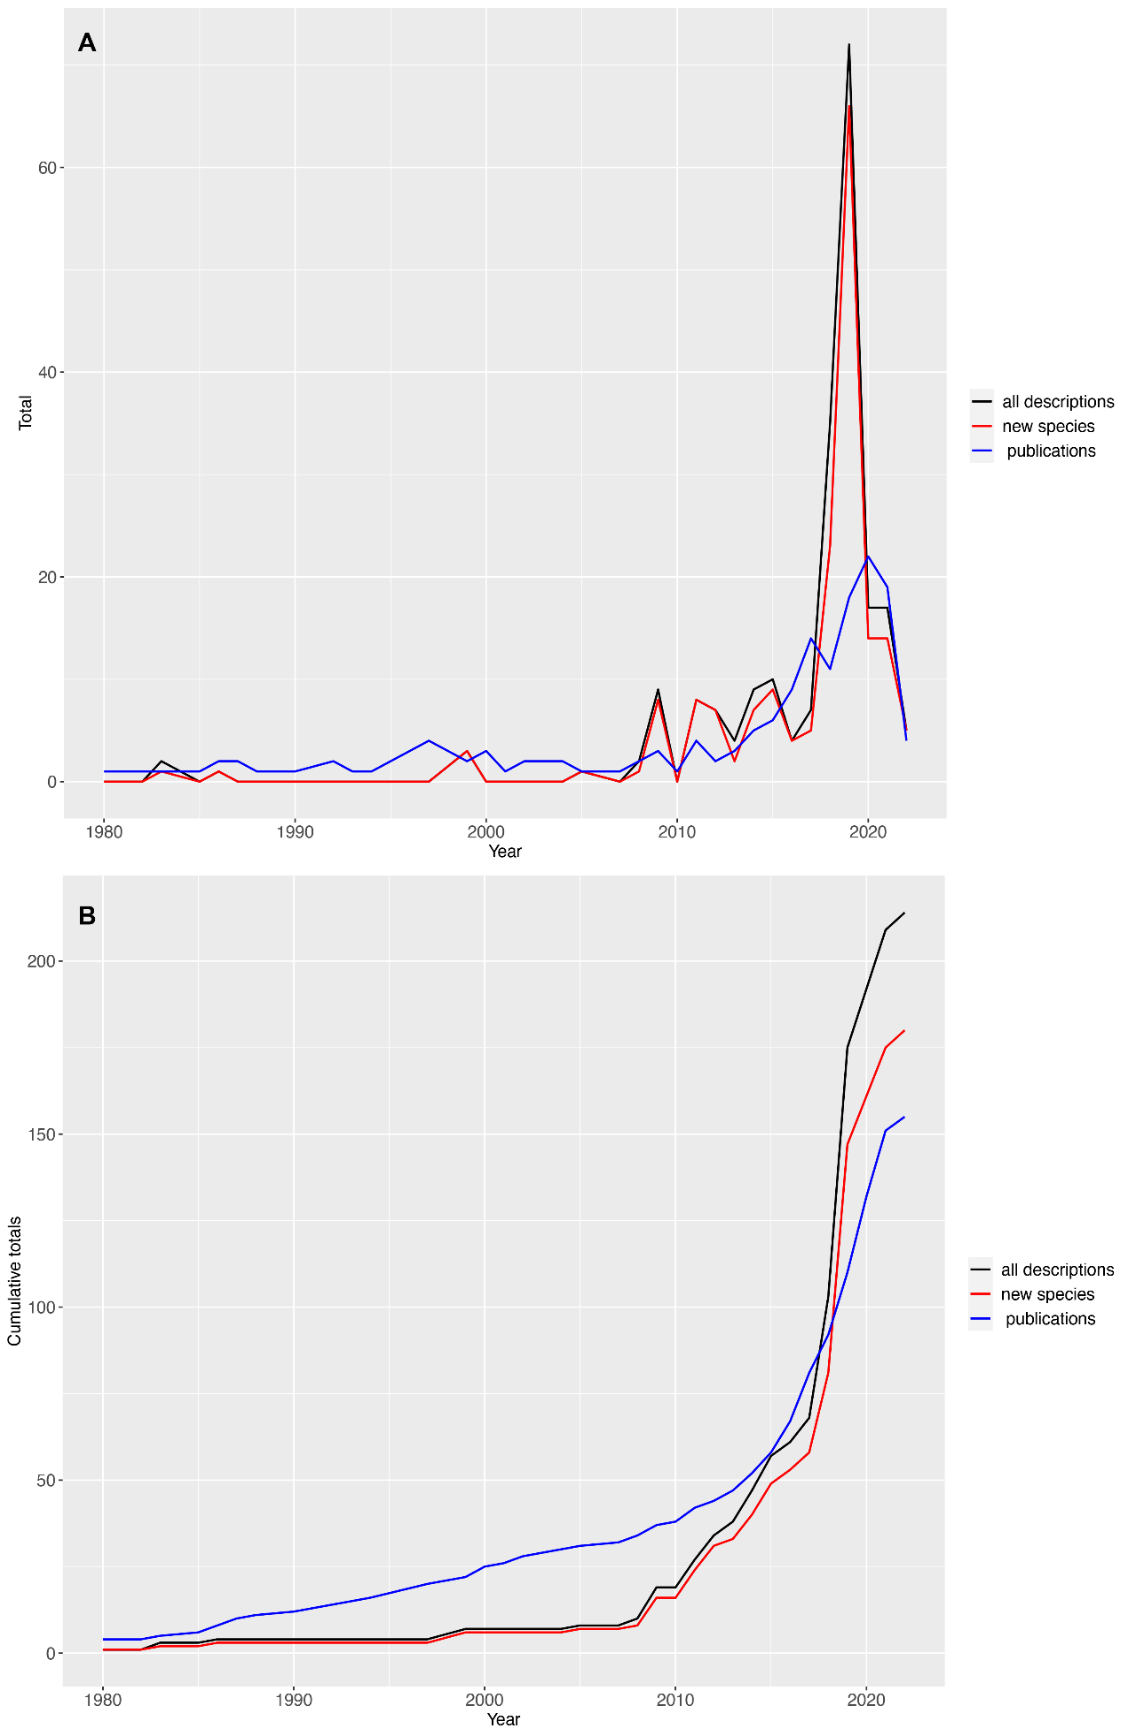 A
60
40
20
0
Total
1980 1990 2000 2010 2020
Year
all descriptions
new species
publications
B
200
150
100
50
0
Cumulative totals
1980 1990 2000 2010 2020
Year
all descriptions
new species
publications